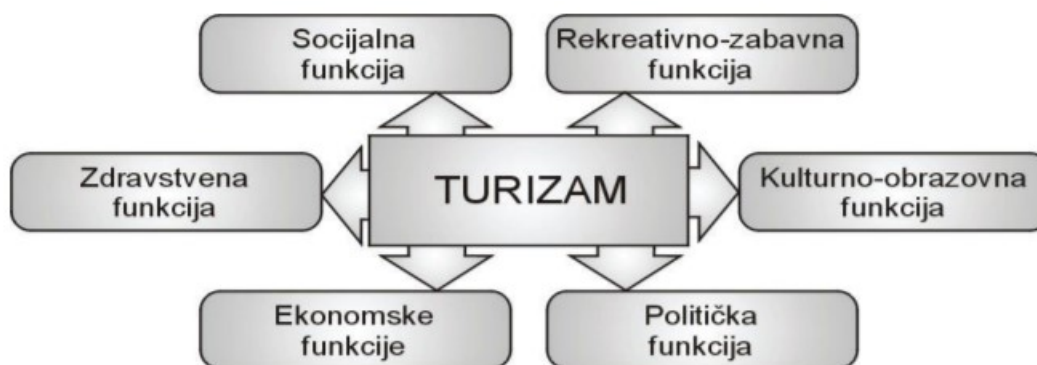 Socijalna
funkcija
Rekreativno-zabavna
funkcija
Zdravstvena
funkcija
TURIZAM
Kulturno-obrazovna
funkcija
Ekonomske
funkcije
Politička
funkcija